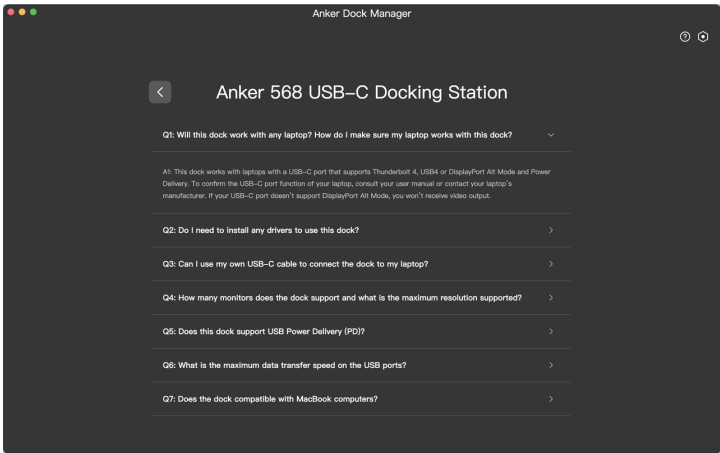 Anker Dock Manager
Anker 568 USB-C Docking Station
Q1: Will this dock work with any laptop? How do I make sure my laptop works with this dock?
A1: This dock works with laptops with a USB-C port that supports Thunderbolt 4, USB4 or DisplayPort Alt Mode and Power
Delivery. To confirm the USB-C port function of your laptop, consult your user manual or contact your laptop's
manufacturer. If your USB-C port doesn't support DisplayPort Alt Mode, you won't receive video output.
Q2: Do I need to install any drivers to use this dock?
Q3: Can I use my own USB-C cable to connect the dock to my laptop?
Q4: How many monitors does the dock support and what is the maximum resolution supported?
Q5: Does this dock support USB Power Delivery (PD)?
Q6: What is the maximum data transfer speed on the USB ports?
Q7: Does the dock compatible with MacBook computers?